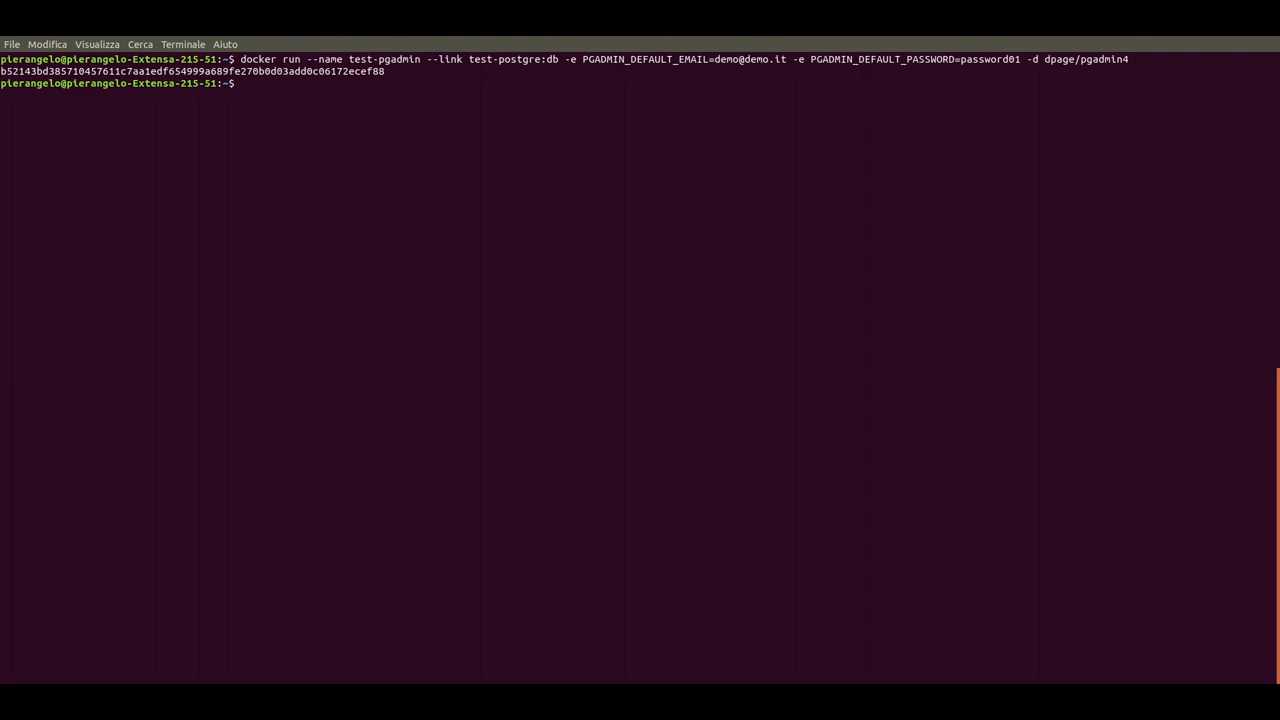 File Modifica Visualizza Cerca Terminale Aiuto
pierangelo@pierangelo-Extensa-215-51:~$ docker run --name test-pgadmin --link test-postgre:db -e PGADMIN_DEFAULT_EMAIL=demo@demo.it -e PGADMIN_DEFAULT_PASSWORD=password01 -d dpage/pgadmin4
b52143bd385710457611c7aa1edf654999a689fe270b0d03add0c06172ecef88
pierangelo@pierangelo-Extensa-215-51:~$